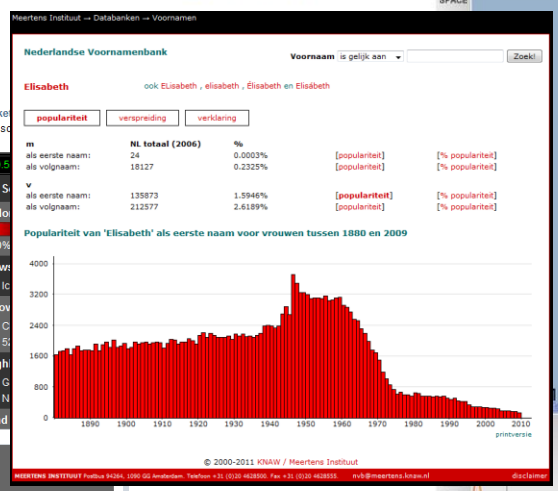 SPACE
Meertens Instituut → Databanken → Voornamen
Nederlandse Voornamenbank
Voornaam is gelijk aan Zoek!
Elisabeth ook ELisabeth , elisabeth , Élisabeth en Elisábeth
populariteit verspreiding verklaring
m NL totaal (2006) %
als eerste naam: 24 0.0003% [populariteit] [% populariteit]
als volgnaam: 18127 0.2325% [populariteit] [% populariteit]
v
als eerste naam: 135873 1.5946% [populariteit] [% populariteit]
als volgnaam: 212577 2.6189% [populariteit] [% populariteit]
Populariteit van 'Elisabeth' als eerste naam voor vrouwen tussen 1880 en 2009
4000
3200
2400
1600
800
0
1890 1900 1910 1920 1930 1940 1950 1960 1970 1980 1990 2000 2010
printversie
© 2000-2011 KNAW / Meertens Instituut
MEERTENS INSTITUUT Postbus 94264, 1090 GG Amsterdam. Telefoon +31 (0)20 4628500. Fax +31 (0)20 4628555. nvb@meertens.knaw.nl disclaimer